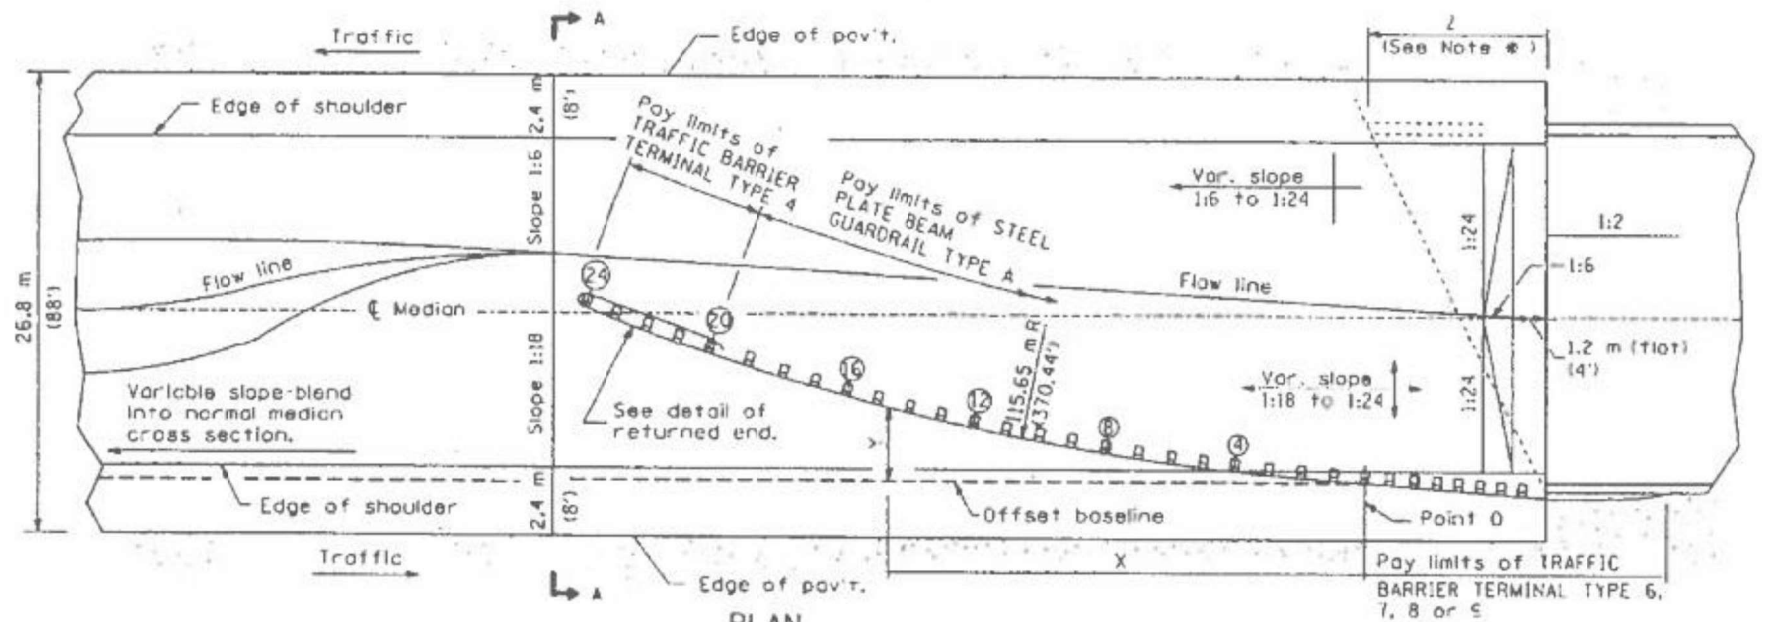 A
Traffic
Edge of pav't.
L
(See Note * )
Edge of shoulder
2.4 m
(8')
Pay limits of
TRAFFIC BARRIER
TERMINAL TYPE 4
Pay limits of STEEL
PLATE BEAM
GUARDRAIL TYPE A
Var. slope
1:6 to 1:24
Slope 1:6
1:24
1:2
1:6
Flow line
Flow line
24
26.8 m
(88')
℄ Median
20
115.65 m R
(370.44')
1.2 m (flat)
(4')
16
Slope 1:18
Var. slope
1:18 to 1:24
1:24
Variable slope-blend
into normal median
cross section.
See detail of
returned end.
12
8
4
Y
Edge of shoulder
2.4 m
(8')
Offset baseline
Point O
Traffic
X
Pay limits of TRAFFIC
BARRIER TERMINAL TYPE 6,
7, 8 or 9
A
Edge of pav't.
PLAN